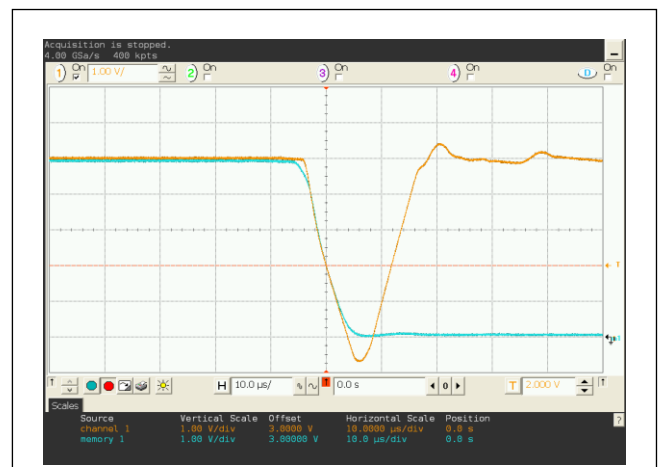 Acquisition is stopped.
4.00 GSa/s 400 kpts
1 On 1.00 V/ 2 On 3 On 4 On D On
T
1
T H 10.0 µs/ T 0.0 s 0 T 2.000 V T
Scales
Source Vertical Scale Offset Horizontal Scale Position
channel 1 1.00 V/div 3.0000 V 10.0000 µs/div 0.0 s
memory 1 1.00 V/div 3.00000 V 10.0 µs/div 0.0 s
?